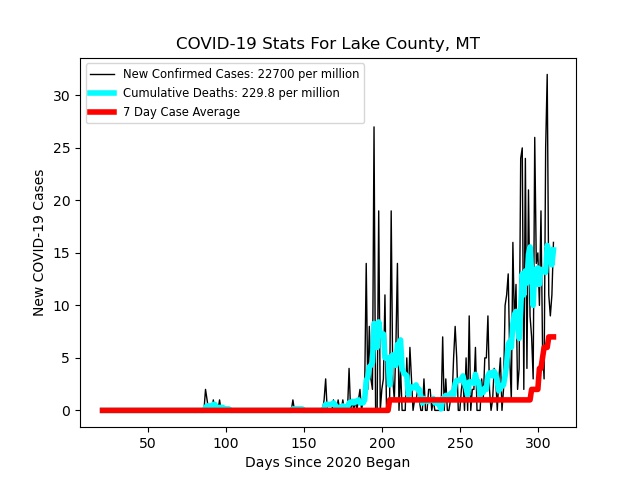 COVID-19 Stats For Lake County, MT
New Confirmed Cases: 22700 per million
Cumulative Deaths: 229.8 per million
7 Day Case Average
New COVID-19 Cases
30
25
20
15
10
5
0
50 100 150 200 250 300
Days Since 2020 Began